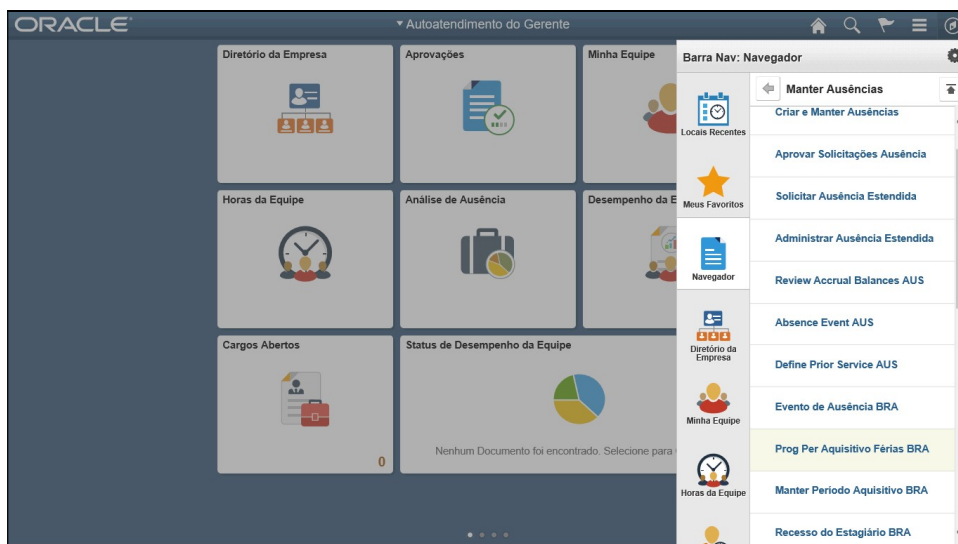 ORACLE
Autoatendimento do Gerente
Diretório da Empresa
Aprovações
Minha Equipe
Horas da Equipe
Análise de Ausência
Desempenho da E
Cargos Abertos
0
Status de Desempenho da Equipe
Nenhum Documento foi encontrado. Selecione para
Barra Nav: Navegador
Locais Recentes
Meus Favoritos
Navegador
Diretório da
Empresa
Minha Equipe
Horas da Equipe
Manter Ausências
Criar e Manter Ausências
Aprovar Solicitações Ausência
Solicitar Ausência Estendida
Administrar Ausência Estendida
Review Accrual Balances AUS
Absence Event AUS
Define Prior Service AUS
Evento de Ausência BRA
Prog Per Aquisitivo Férias BRA
Manter Período Aquisitivo BRA
Recesso do Estagiário BRA